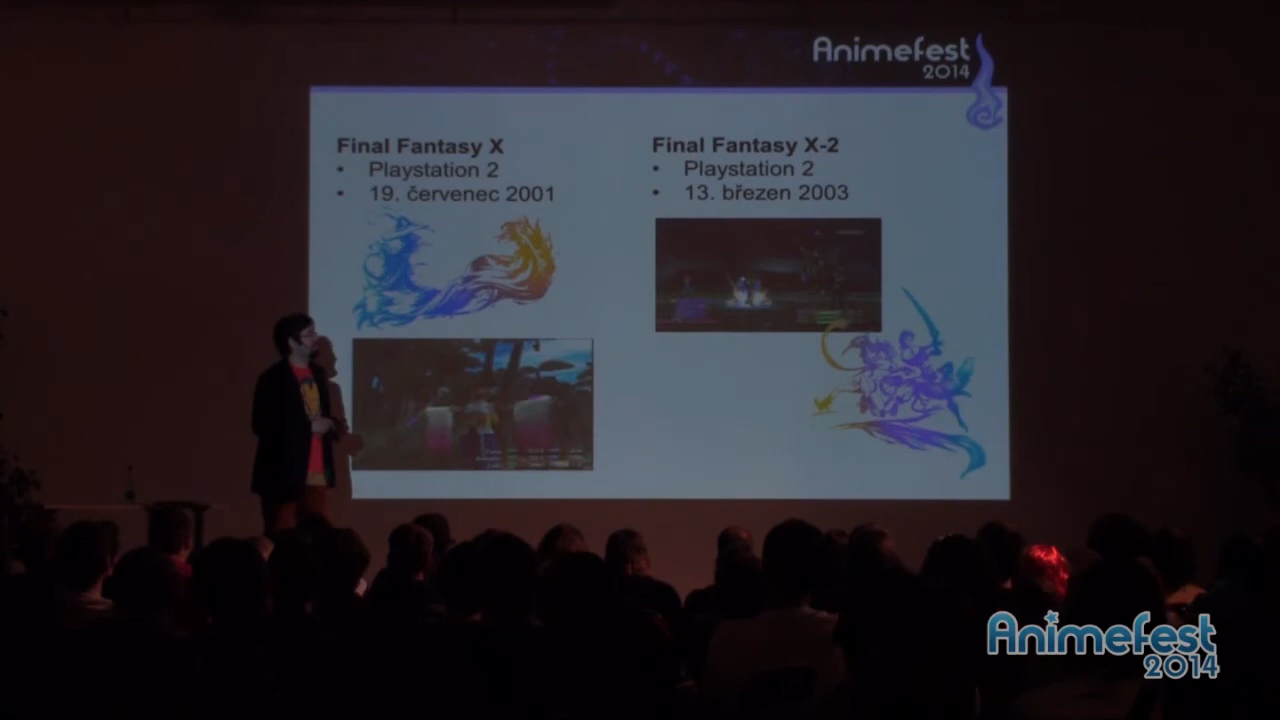 Animefest
2014
Final Fantasy X
• Playstation 2
• 19. červenec 2001
Final Fantasy X-2
• Playstation 2
• 13. březen 2003
Animefest
2014